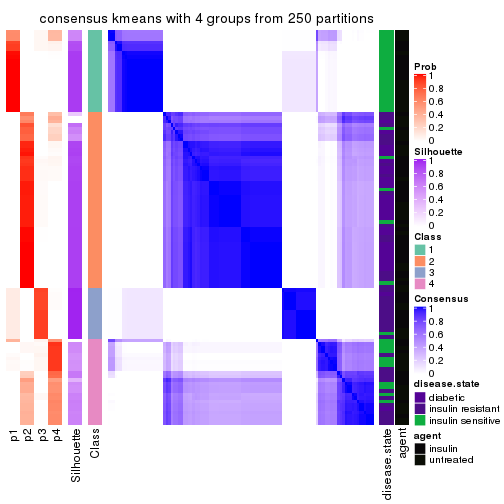 consensus kmeans with 4 groups from 250 partitions
Prob
1
0.8
0.6
0.4
0.2
0
Silhouette
1
0.8
0.6
0.4
0.2
0
Class
1
2
3
4
Consensus
1
0.8
0.6
0.4
0.2
0
disease.state
diabetic
insulin resistant
insulin sensitive
agent
insulin
untreated
p1
p2
p3
p4
Silhouette
Class
disease.state
agent